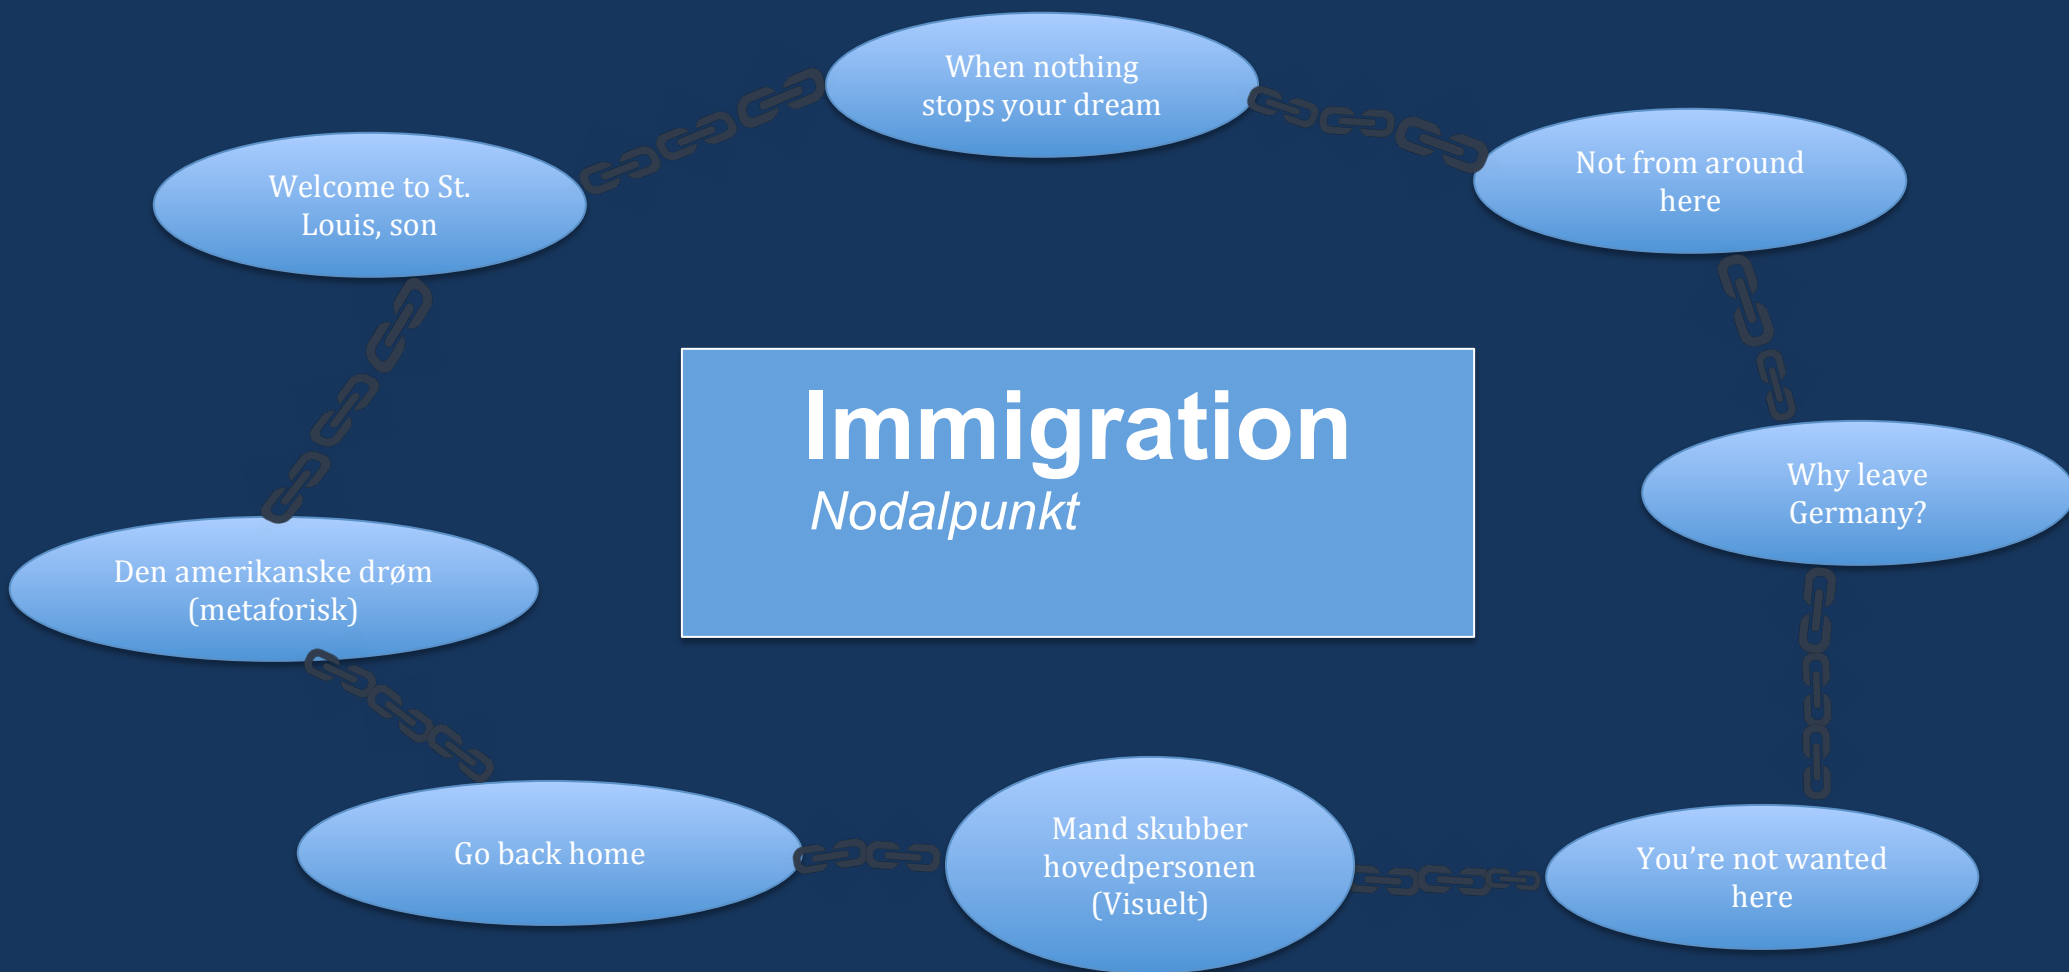 When nothing
stops your dream
Not from around
here
Welcome to St.
Louis, son
Immigration
Nodalpunkt
Why leave
Germany?
Den amerikanske drøm
(metaforisk)
Go back home
Mand skubber
hovedpersonen
(Visuelt)
You’re not wanted
here